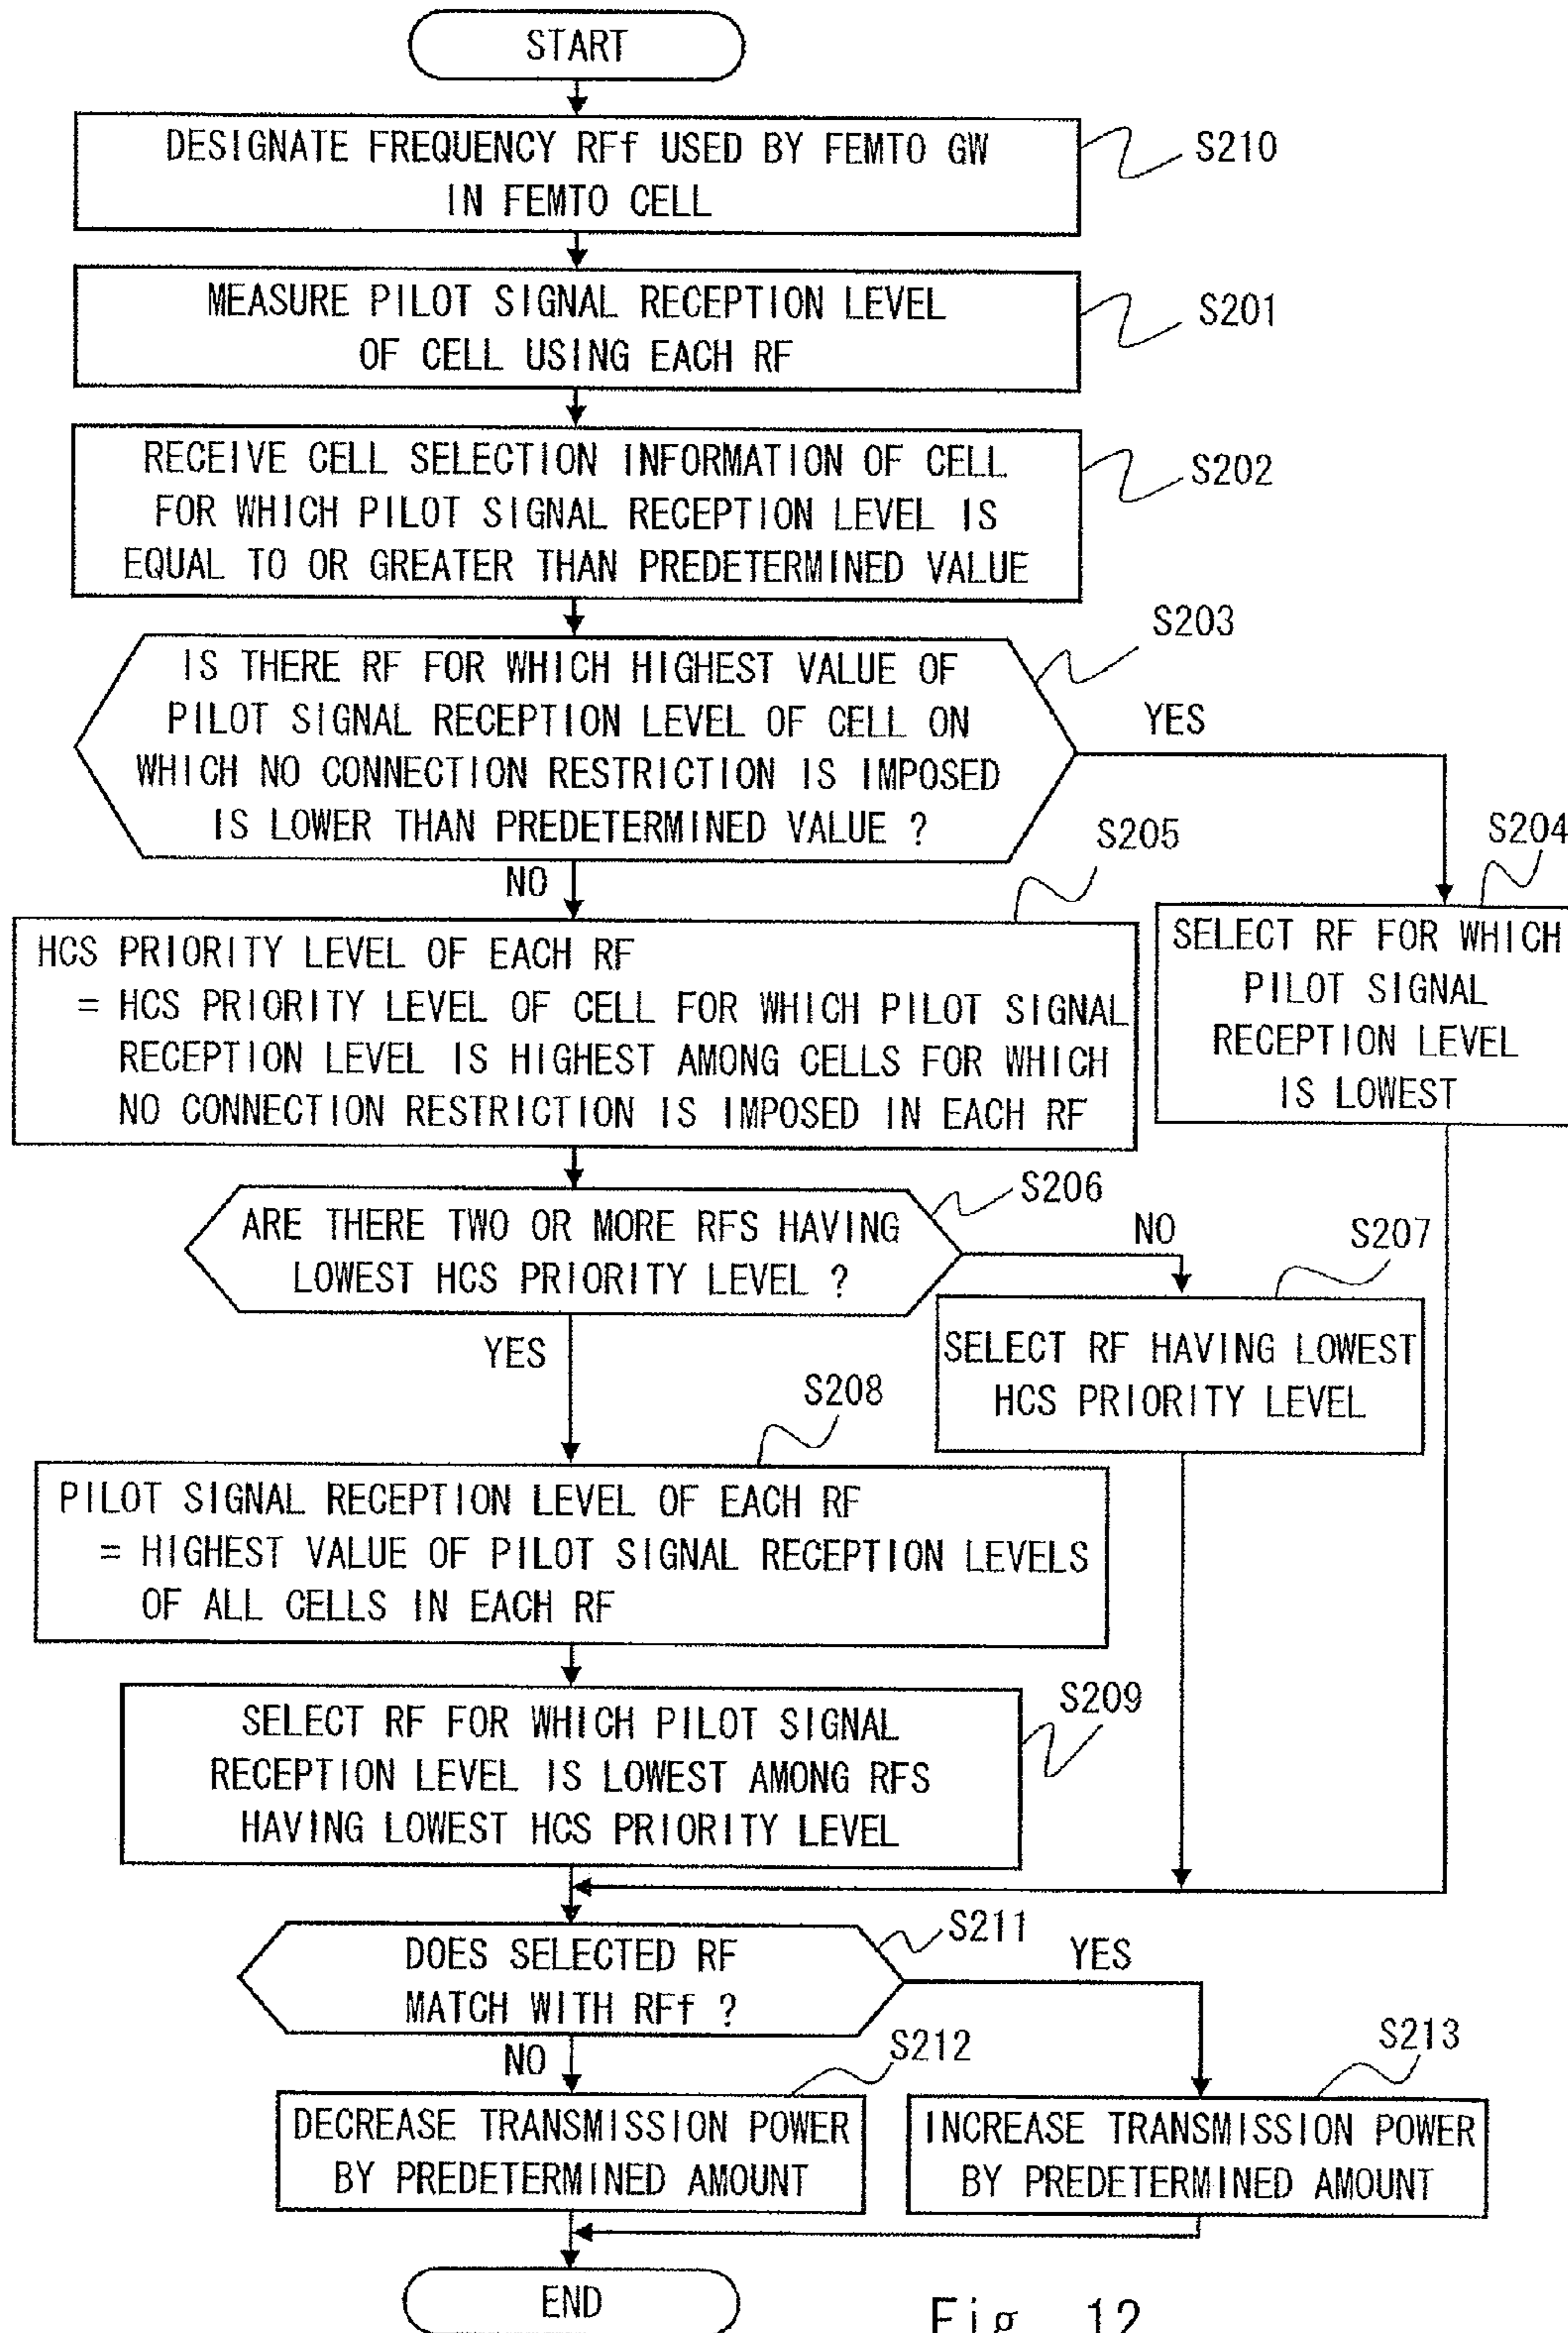 START
DESIGNATE FREQUENCY RFf USED BY FEMTO GW
IN FEMTO CELL
S210
MEASURE PILOT SIGNAL RECEPTION LEVEL
OF CELL USING EACH RF
S201
RECEIVE CELL SELECTION INFORMATION OF CELL
FOR WHICH PILOT SIGNAL RECEPTION LEVEL IS
EQUAL TO OR GREATER THAN PREDETERMINED VALUE
S202
IS THERE RF FOR WHICH HIGHEST VALUE OF
PILOT SIGNAL RECEPTION LEVEL OF CELL ON
WHICH NO CONNECTION RESTRICTION IS IMPOSED
IS LOWER THAN PREDETERMINED VALUE ?
S203
YES
NO
S205
S204
HCS PRIORITY LEVEL OF EACH RF
= HCS PRIORITY LEVEL OF CELL FOR WHICH PILOT SIGNAL
RECEPTION LEVEL IS HIGHEST AMONG CELLS FOR WHICH
NO CONNECTION RESTRICTION IS IMPOSED IN EACH RF
SELECT RF FOR WHICH
PILOT SIGNAL
RECEPTION LEVEL
IS LOWEST
ARE THERE TWO OR MORE RFS HAVING
LOWEST HCS PRIORITY LEVEL ?
S206
NO
YES
S207
SELECT RF HAVING LOWEST
HCS PRIORITY LEVEL
S208
PILOT SIGNAL RECEPTION LEVEL OF EACH RF
= HIGHEST VALUE OF PILOT SIGNAL RECEPTION LEVELS
OF ALL CELLS IN EACH RF
SELECT RF FOR WHICH PILOT SIGNAL
RECEPTION LEVEL IS LOWEST AMONG RFS
HAVING LOWEST HCS PRIORITY LEVEL
S209
DOES SELECTED RF
MATCH WITH RFf ?
S211
YES
NO
S212
S213
DECREASE TRANSMISSION POWER
BY PREDETERMINED AMOUNT
INCREASE TRANSMISSION POWER
BY PREDETERMINED AMOUNT
END
Fig. 12